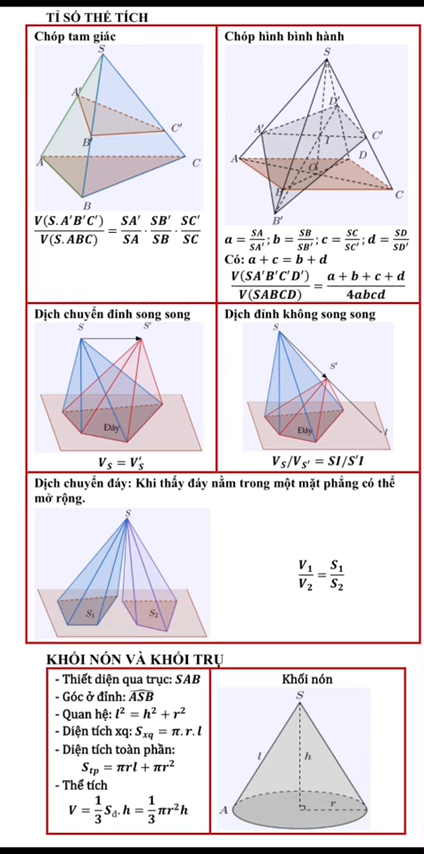 TỈ SỐ THỂ TÍCH
Chóp tam giác
S
A'
C'
B'
A
C
B
V(S.A'B'C')/V(S.ABC) = SA'/SA . SB'/SB . SC'/SC
Chóp hình bình hành
S
D'
A'
C'
I
A
D
O
B
C
B'
a = SA/SA'; b = SB/SB'; c = SC/SC'; d = SD/SD'
Có: a + c = b + d
V(SA'B'C'D')/V(SABCD) = a + b + c + d/4abcd
Dịch chuyển đỉnh song song
S
S'
Đáy
V_S = V'_S
Dịch đỉnh không song song
S
S'
Đáy
I
V_S/V_S' = SI/S'I
Dịch chuyển đáy: Khi thấy đáy nằm trong một mặt phẳng có thể
mở rộng.
S
S₁
S₂
V₁/V₂ = S₁/S₂
KHỐI NÓN VÀ KHỐI TRỤ
- Thiết diện qua trục: SAB
- Góc ở đỉnh: ASB
- Quan hệ: l² = h² + r²
- Diện tích xq: S_xq = π.r.l
- Diện tích toàn phần:
S_tp = πrl + πr²
- Thể tích
V = 1/3 S_đ.h = 1/3 πr²h
Khối nón
S
l
h
r
A